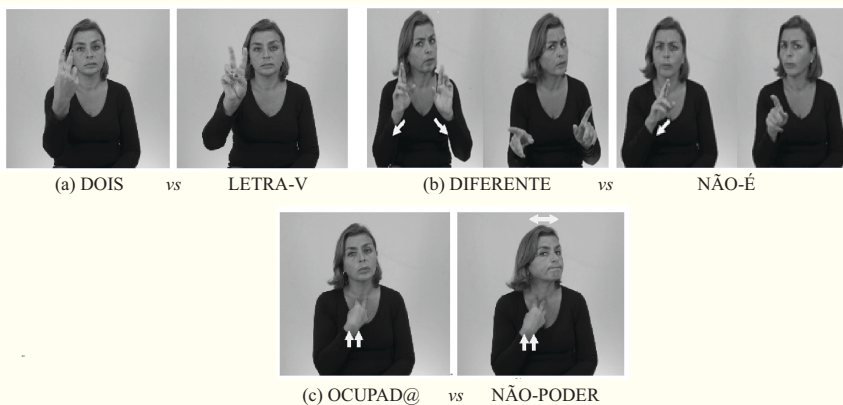 (a) DOIS vs LETRA-V (b) DIFERENTE vs NÃO-É
(c) OCUPAD@ vs NÃO-PODER